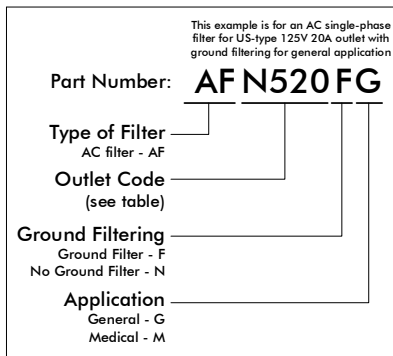 This example is for an AC single-phase
filter for US-type 125V 20A outlet with
ground filtering for general application
Part Number: AF N520 F G
Type of Filter
AC filter - AF
Outlet Code
(see table)
Ground Filtering
Ground Filter - F
No Ground Filter - N
Application
General - G
Medical - M